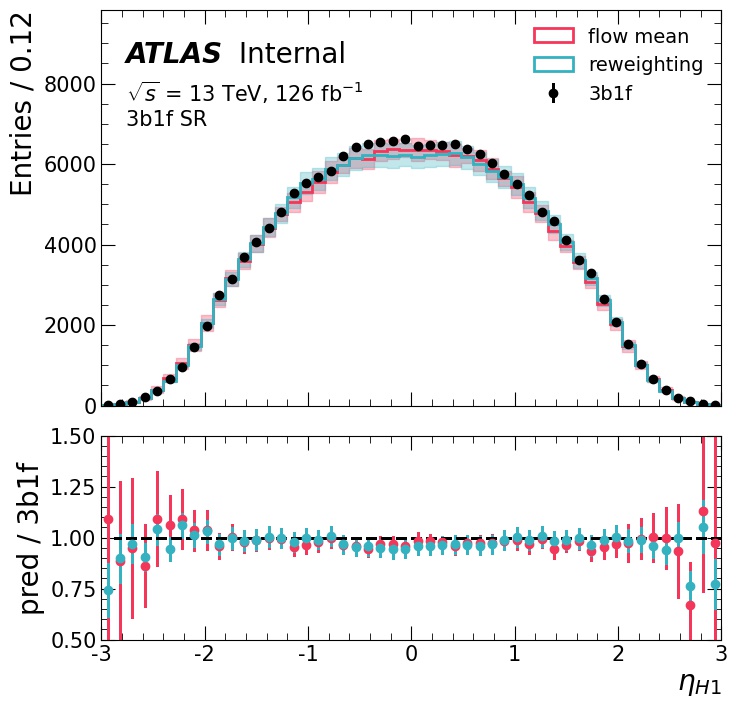 Entries / 0.12
ATLAS Internal
√s = 13 TeV, 126 fb⁻¹
3b1f SR
flow mean
reweighting
3b1f
8000
6000
4000
2000
0
pred / 3b1f
1.50
1.25
1.00
0.75
0.50
-3 -2 -1 0 1 2 3
η_H1